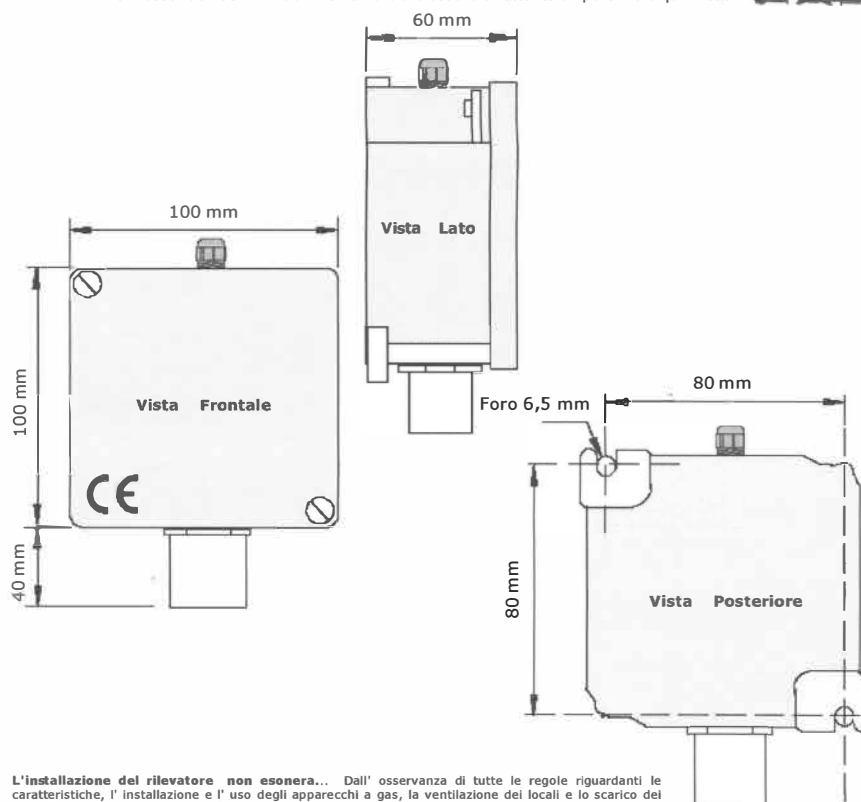 60 mm
Vista Lato
100 mm
100 mm
Vista Frontale
CE
40 mm
80 mm
Foro 6,5 mm
80 mm
Vista Posteriore
L'installazione del rilevatore non esonera... Dall' osservanza di tutte le regole riguardanti le
caratteristiche, l' installazione e l' uso degli apparecchi a gas, la ventilazione dei locali e lo scarico dei